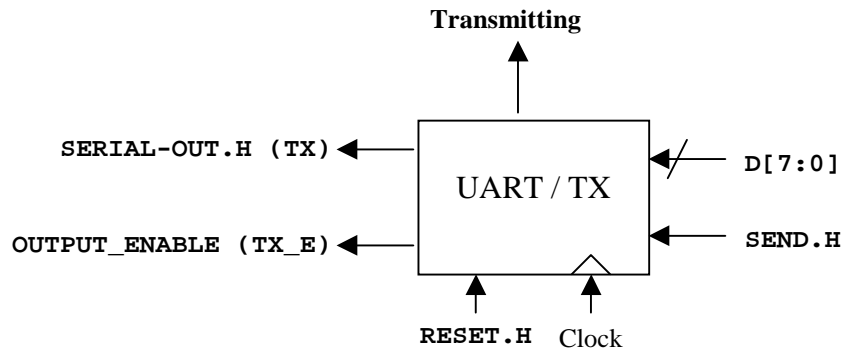 Transmitting
SERIAL-OUT.H (TX)
D[7:0]
UART / TX
OUTPUT_ENABLE (TX_E)
SEND.H
RESET.H
Clock